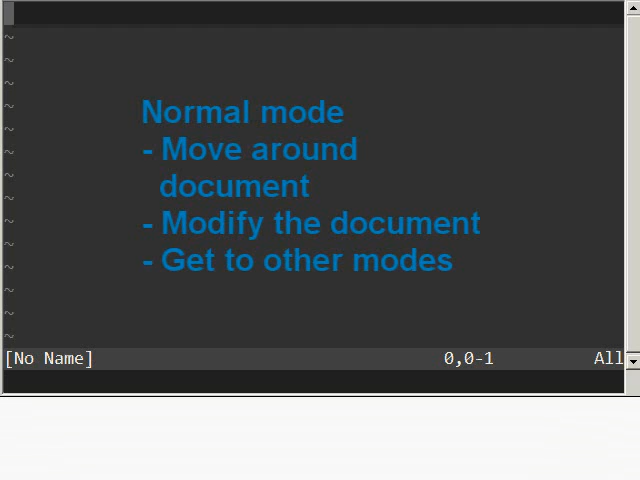 ~
~
~
~
Normal mode
~
- Move around
~
document
~
- Modify the document
~
- Get to other modes
~
~
~
~
~
~
[No Name] 0,0-1 All